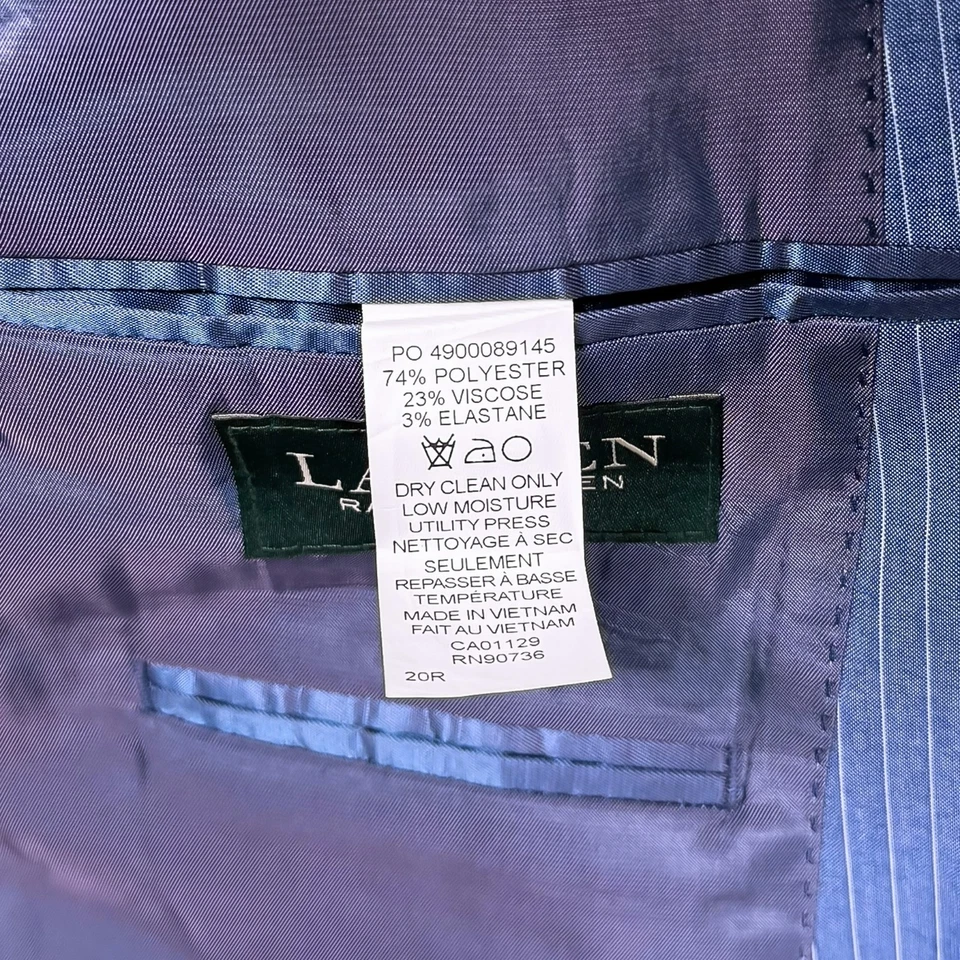 PO 4900089145
74% POLYESTER
23% VISCOSE
3% ELASTANE
DRY CLEAN ONLY
LOW MOISTURE
UTILITY PRESS
NETTOYAGE À SEC
SEULEMENT
REPASSER À BASSE
TEMPÉRATURE
MADE IN VIETNAM
FAIT AU VIETNAM
CA01129
RN90736
20R